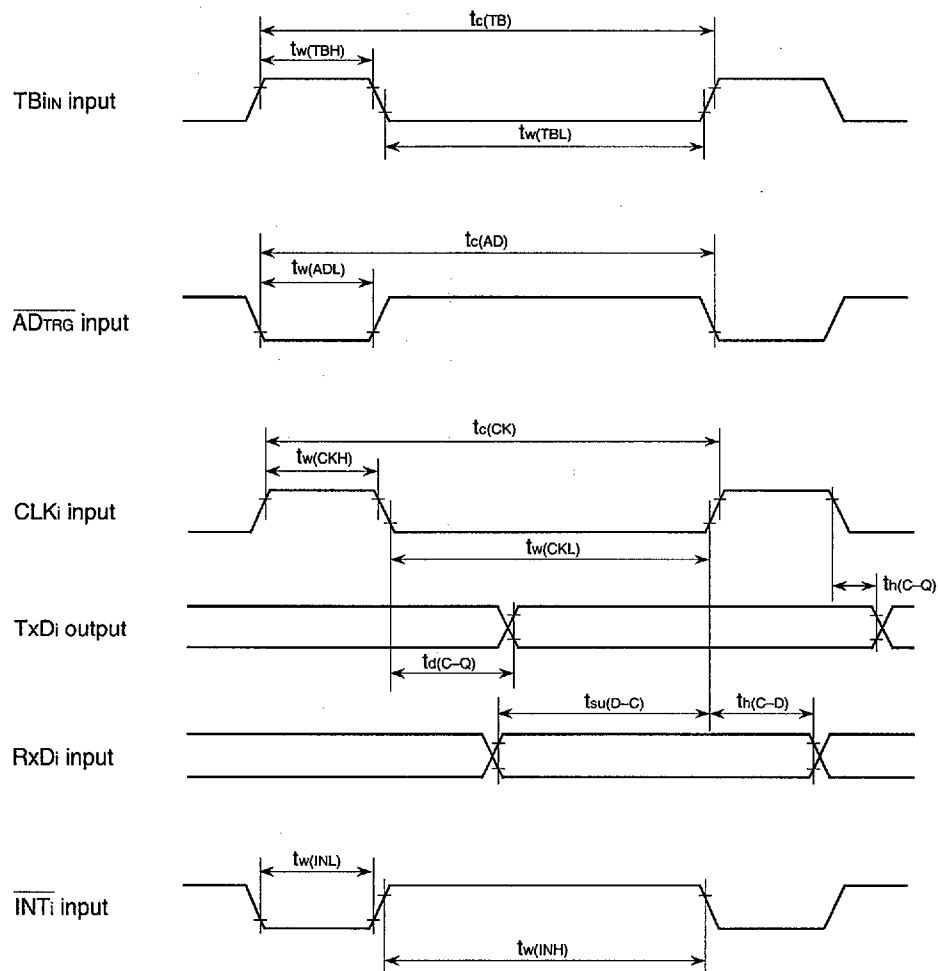 tc(TB)
tw(TBH)
TBiIN input
tw(TBL)
tc(AD)
tw(ADL)
ADTRG input
tc(CK)
tw(CKH)
CLKi input
tw(CKL)
th(C–Q)
TxDi output
td(C–Q)
tsu(D–C) th(C–D)
RxDi input
tw(INL)
INTi input
tw(INH)